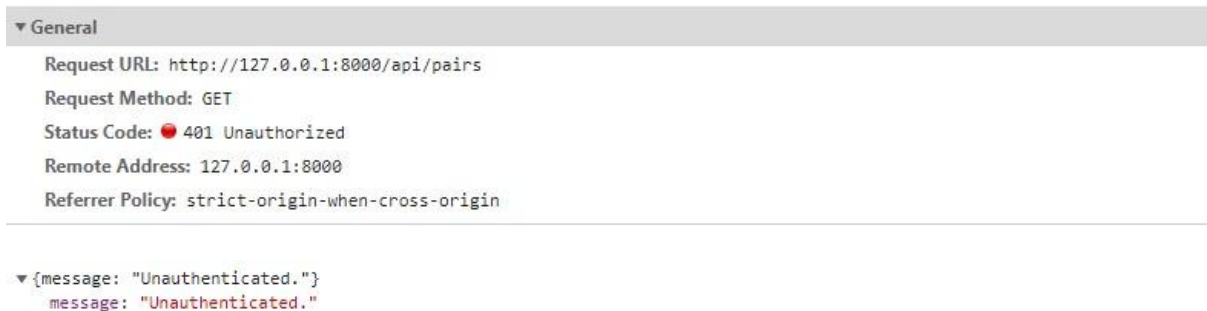 ▼ General
Request URL: http://127.0.0.1:8000/api/pairs
Request Method: GET
Status Code: 401 Unauthorized
Remote Address: 127.0.0.1:8000
Referrer Policy: strict-origin-when-cross-origin
▼ {message: "Unauthenticated."}
message: "Unauthenticated."